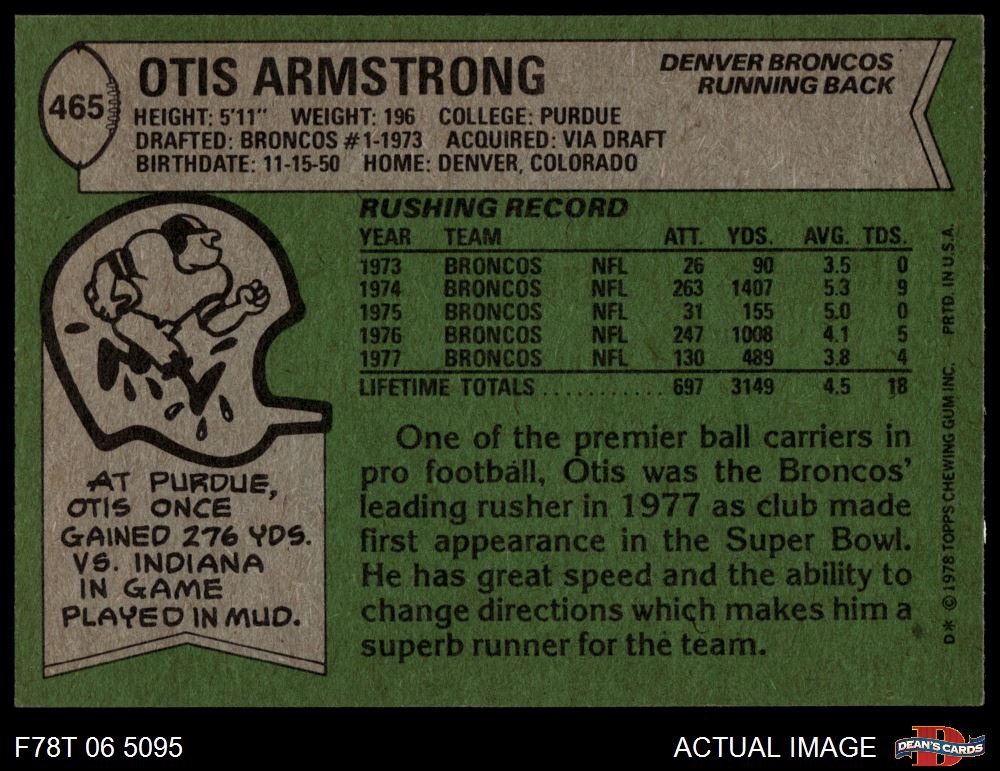 465
OTIS ARMSTRONG
DENVER BRONCOS
RUNNING BACK
HEIGHT: 5'11" WEIGHT: 196 COLLEGE: PURDUE
DRAFTED: BRONCOS #1-1973 ACQUIRED: VIA DRAFT
BIRTHDATE: 11-15-50 HOME: DENVER, COLORADO
RUSHING RECORD
YEAR TEAM ATT. YDS. AVG. TDS.
1973 BRONCOS NFL 26 90 3.5 0
1974 BRONCOS NFL 263 1407 5.3 9
1975 BRONCOS NFL 31 155 5.0 0
1976 BRONCOS NFL 247 1008 4.1 5
1977 BRONCOS NFL 130 489 3.8 4
LIFETIME TOTALS ........... 697 3149 4.5 18
One of the premier ball carriers in
pro football, Otis was the Broncos'
leading rusher in 1977 as club made
first appearance in the Super Bowl.
He has great speed and the ability to
change directions which makes him a
superb runner for the team.
AT PURDUE,
OTIS ONCE
GAINED 276 YDS.
VS. INDIANA
IN GAME
PLAYED IN MUD.
D* © 1978 TOPPS CHEWING GUM INC. PRTD. IN U.S.A.
F78T 06 5095
ACTUAL IMAGE
DEAN'S CARDS